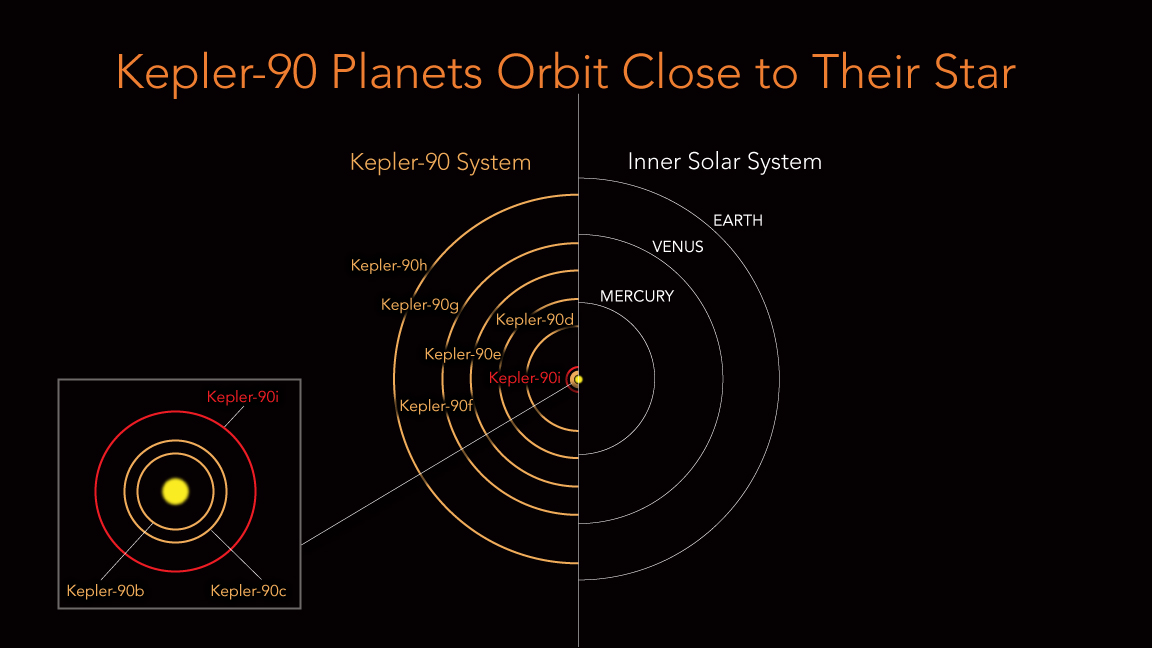 Kepler-90 Planets Orbit Close to Their Star
Kepler-90 System
Inner Solar System
EARTH
VENUS
Kepler-90h
MERCURY
Kepler-90g
Kepler-90d
Kepler-90e
Kepler-90i
Kepler-90f
Kepler-90i
Kepler-90b
Kepler-90c